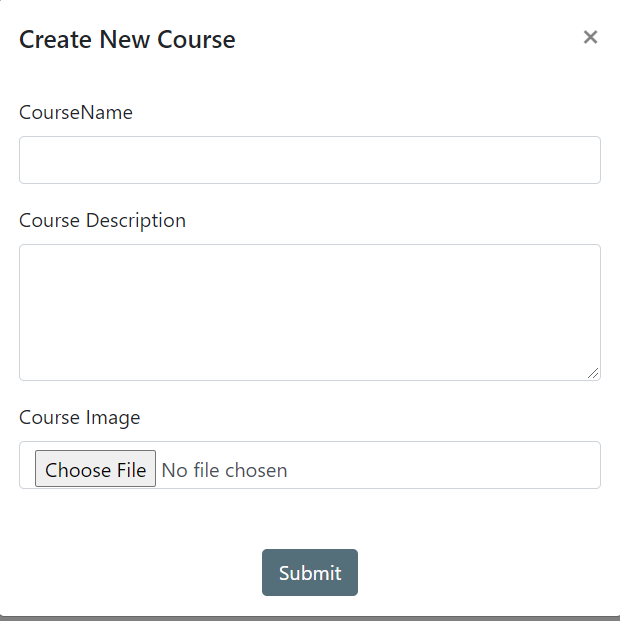 Create New Course ×
CourseName
Course Description
Course Image
Choose File No file chosen
Submit